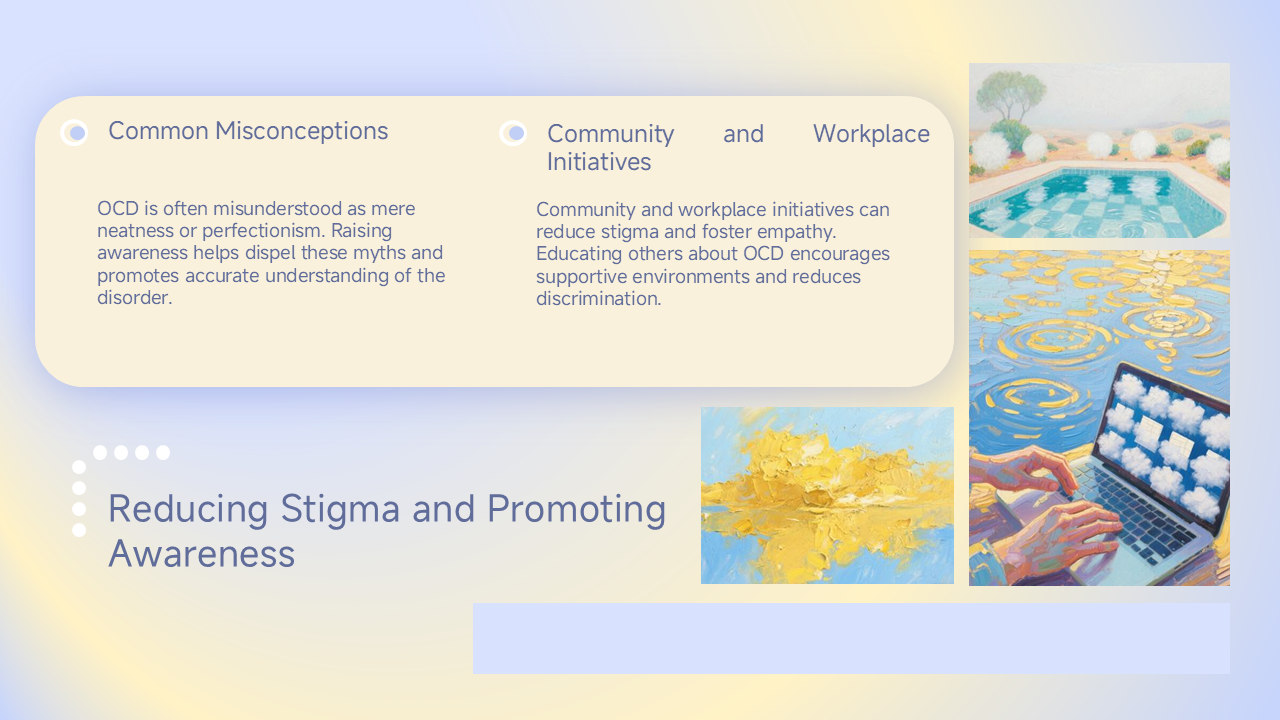 Common Misconceptions
OCD is often misunderstood as mere
neatness or perfectionism. Raising
awareness helps dispel these myths and
promotes accurate understanding of the
disorder.
Community and Workplace
Initiatives
Community and workplace initiatives can
reduce stigma and foster empathy.
Educating others about OCD encourages
supportive environments and reduces
discrimination.
Reducing Stigma and Promoting
Awareness